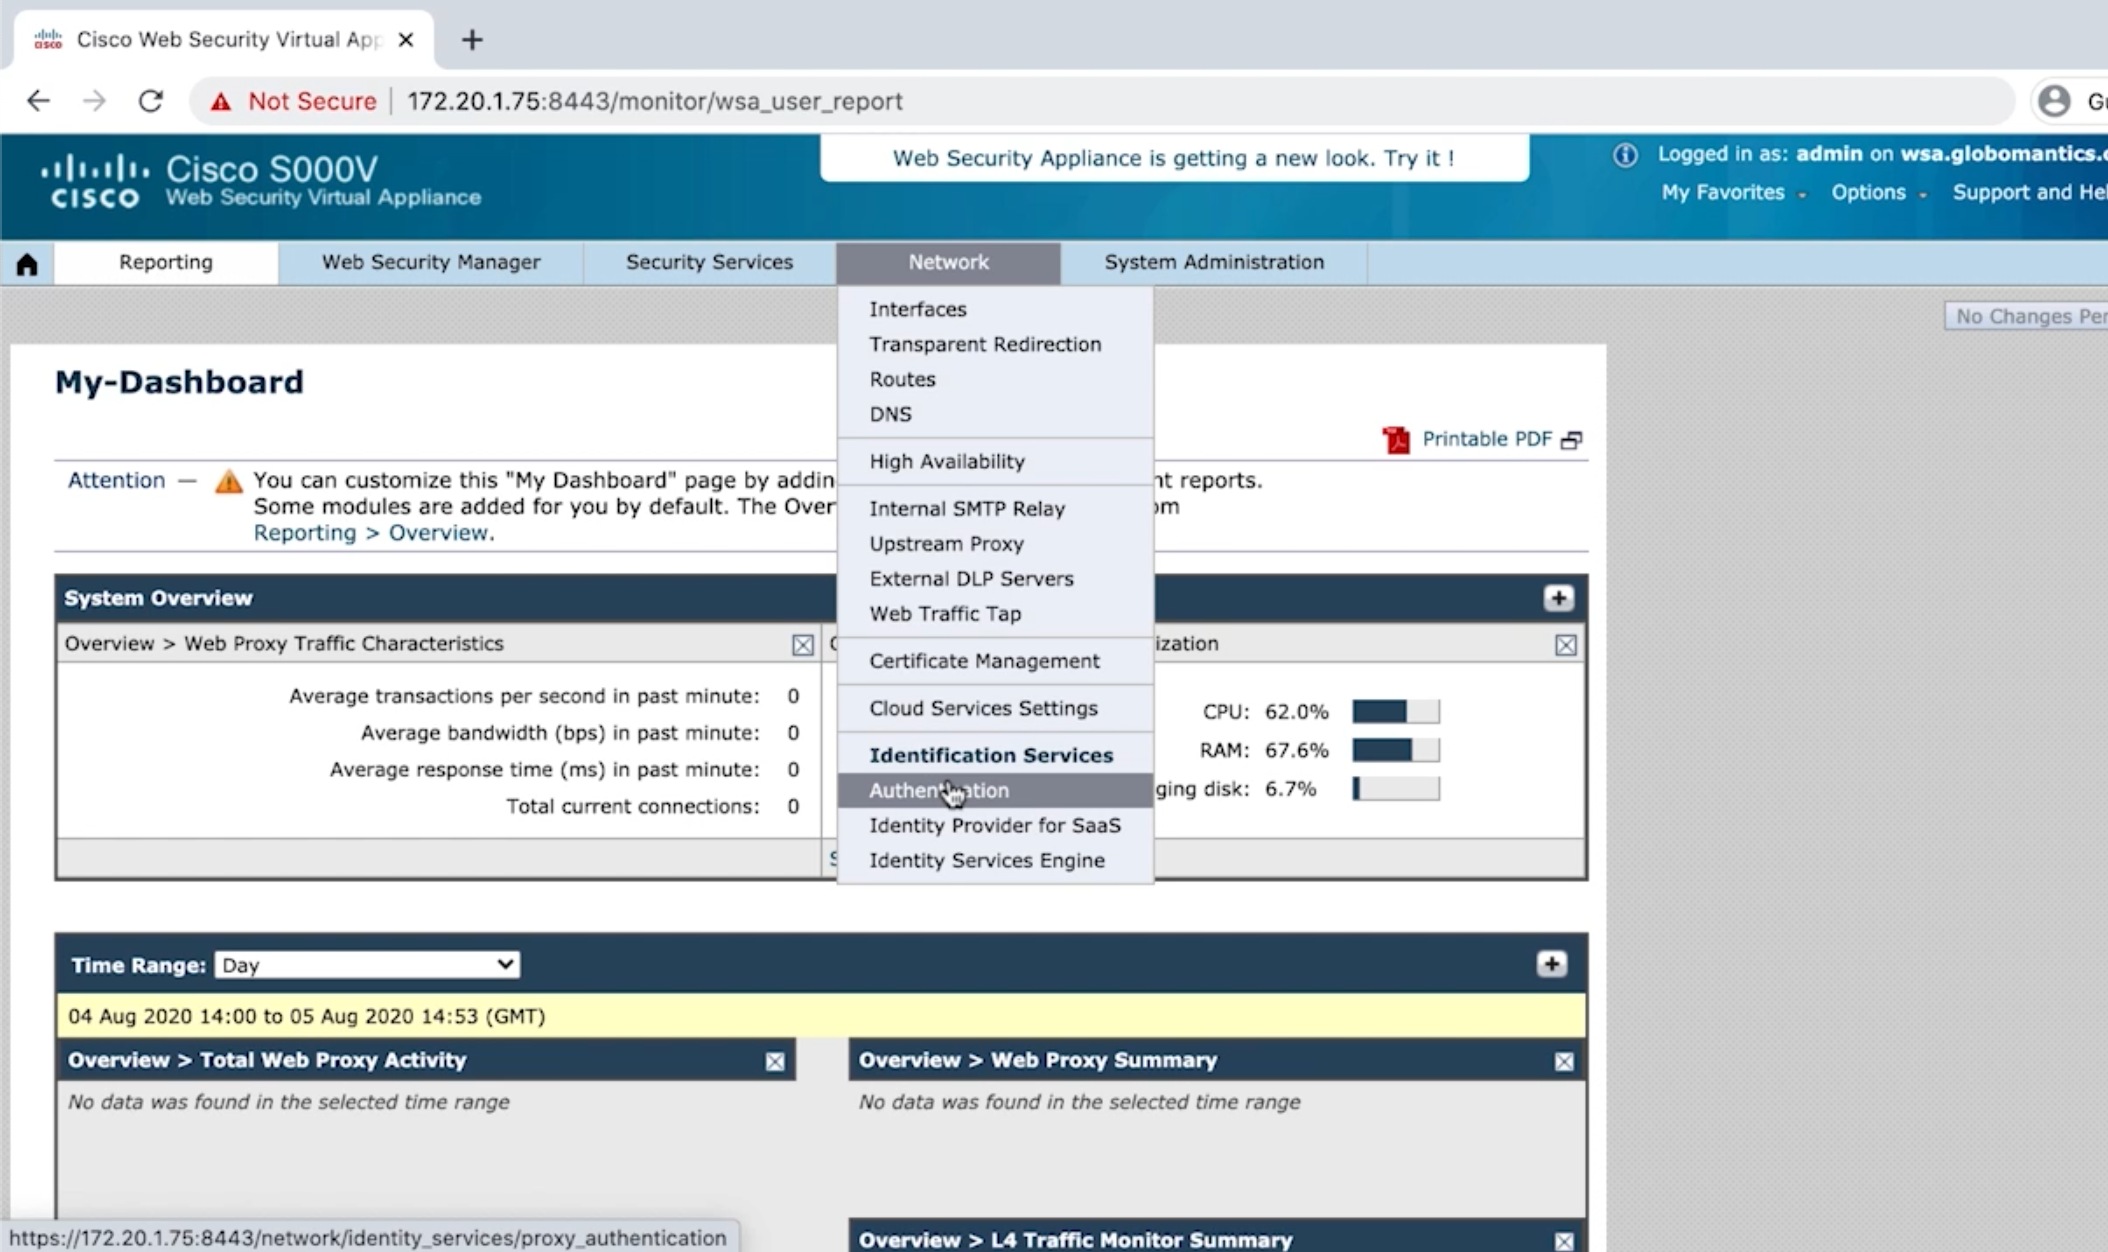 Cisco Web Security Virtual App
Not Secure
172.20.1.75:8443/monitor/wsa_user_report
CISCO
Cisco S000V
Web Security Virtual Appliance
Web Security Appliance is getting a new look. Try it !
Logged in as: admin on wsa.globomantics.
My Favorites
Options
Support and Hel
Reporting
Web Security Manager
Security Services
Network
System Administration
No Changes Per
Interfaces
Transparent Redirection
Routes
DNS
High Availability
Internal SMTP Relay
Upstream Proxy
External DLP Servers
Web Traffic Tap
Certificate Management
Cloud Services Settings
Identification Services
Authentication
Identity Provider for SaaS
Identity Services Engine
My-Dashboard
Printable PDF
Attention — You can customize this "My Dashboard" page by addin nt reports.
Some modules are added for you by default. The Over om
Reporting > Overview.
System Overview
Overview > Web Proxy Traffic Characteristics
ization
Average transactions per second in past minute: 0
Average bandwidth (bps) in past minute: 0
Average response time (ms) in past minute: 0
Total current connections: 0
CPU: 62.0%
RAM: 67.6%
ging disk: 6.7%
Time Range: Day
04 Aug 2020 14:00 to 05 Aug 2020 14:53 (GMT)
Overview > Total Web Proxy Activity
No data was found in the selected time range
Overview > Web Proxy Summary
No data was found in the selected time range
Overview > L4 Traffic Monitor Summary
https://172.20.1.75:8443/network/identity_services/proxy_authentication